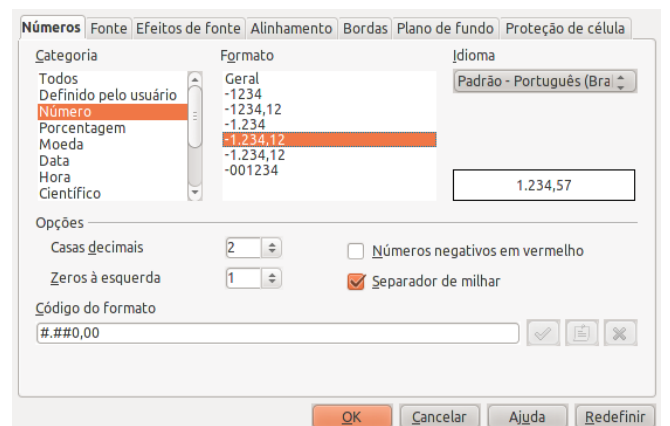 Números Fonte Efeitos de fonte Alinhamento Bordas Plano de fundo Proteção de célula
Categoria
Todos
Definido pelo usuário
Número
Porcentagem
Moeda
Data
Hora
Científico
Formato
Geral
-1234
-1234,12
-1.234
-1.234,12
-1.234,12
-001234
Idioma
Padrão - Português (Bra
1.234,57
Opções
Casas decimais 2
Números negativos em vermelho
Zeros à esquerda 1
Separador de milhar
Código do formato
#.##0,00
OK Cancelar Ajuda Redefinir